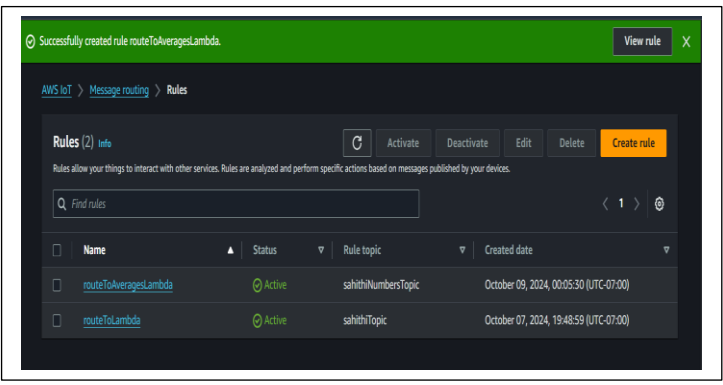 Successfully created rule routeToAveragesLambda.
View rule
X
AWS IoT > Message routing > Rules
Rules (2) Info
Activate
Deactivate
Edit
Delete
Create rule
Rules allow your things to interact with other services. Rules are analyzed and perform specific actions based on messages published by your devices.
Find rules
< 1 >
Name Status Rule topic Created date
routeToAveragesLambda Active sahithiNumbersTopic October 09, 2024, 00:05:30 (UTC-07:00)
routeToLambda Active sahithiTopic October 07, 2024, 19:48:59 (UTC-07:00)